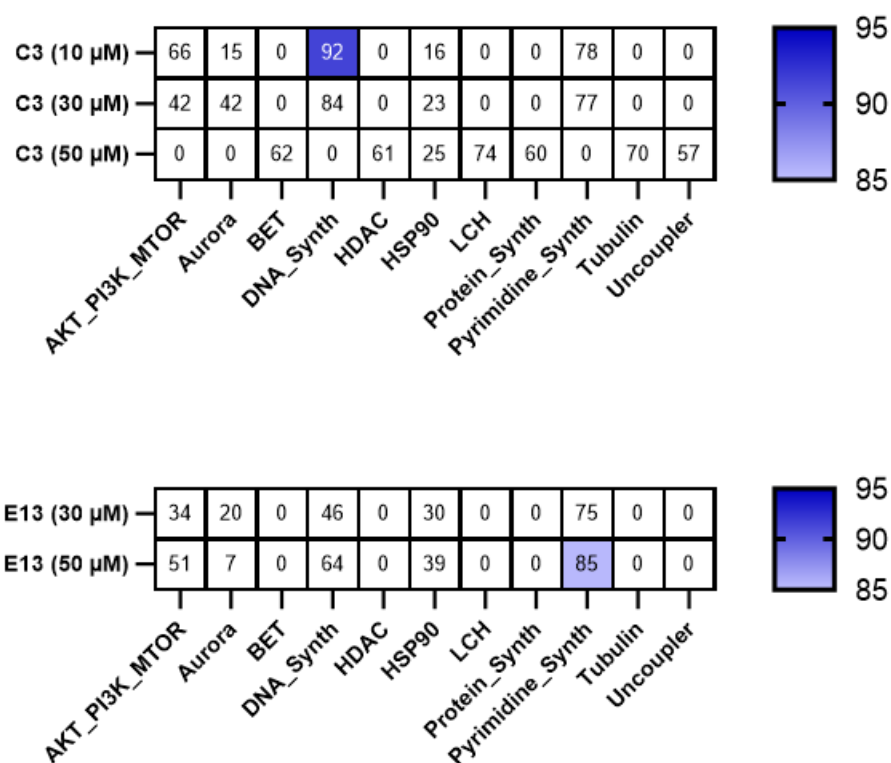 95
C3 (10 µM) 66 15 0 92 0 16 0 0 78 0 0
C3 (30 µM) 42 42 0 84 0 23 0 0 77 0 0 90
C3 (50 µM) 0 0 62 0 61 25 74 60 0 70 57
85
AKT_PI3K_MTOR Aurora BET DNA_Synth HDAC HSP90 LCH Protein_Synth Pyrimidine_Synth Tubulin Uncoupler
95
E13 (30 µM) 34 20 0 46 0 30 0 0 75 0 0
90
E13 (50 µM) 51 7 0 64 0 39 0 0 85 0 0
85
AKT_PI3K_MTOR Aurora BET DNA_Synth HDAC HSP90 LCH Protein_Synth Pyrimidine_Synth Tubulin Uncoupler